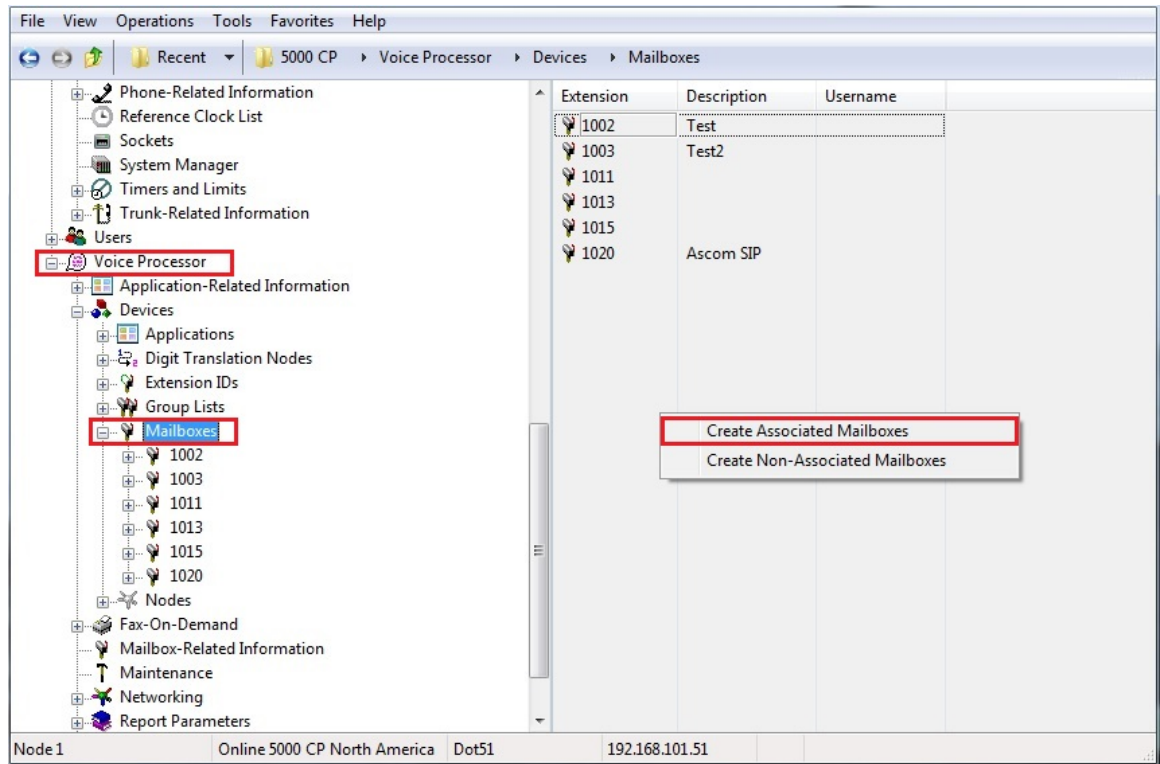 File View Operations Tools Favorites Help
Recent 5000 CP Voice Processor Devices Mailboxes
Phone-Related Information
Reference Clock List
Sockets
System Manager
Timers and Limits
Trunk-Related Information
Users
Voice Processor
Application-Related Information
Devices
Applications
Digit Translation Nodes
Extension IDs
Group Lists
Mailboxes
1002
1003
1011
1013
1015
1020
Nodes
Fax-On-Demand
Mailbox-Related Information
Maintenance
Networking
Report Parameters
Extension Description Username
1002 Test
1003 Test2
1011
1013
1015
1020 Ascom SIP
Create Associated Mailboxes
Create Non-Associated Mailboxes
Node 1 Online 5000 CP North America Dot51 192.168.101.51